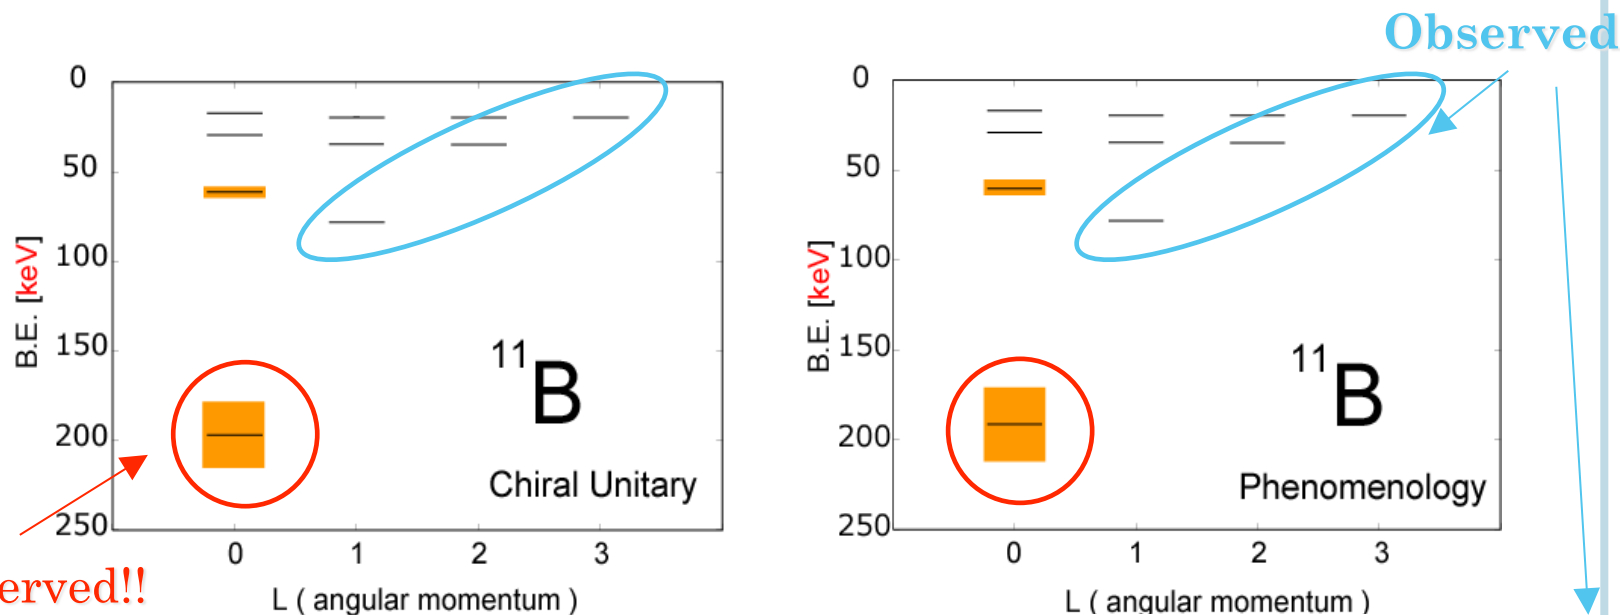 Observed
0
50
100
150
200
250
B.E. [keV]
11B
Chiral Unitary
0 1 2 3
L ( angular momentum )
erved!!
0
50
100
150
200
250
B.E. [keV]
11B
Phenomenology
0 1 2 3
L ( angular momentum )